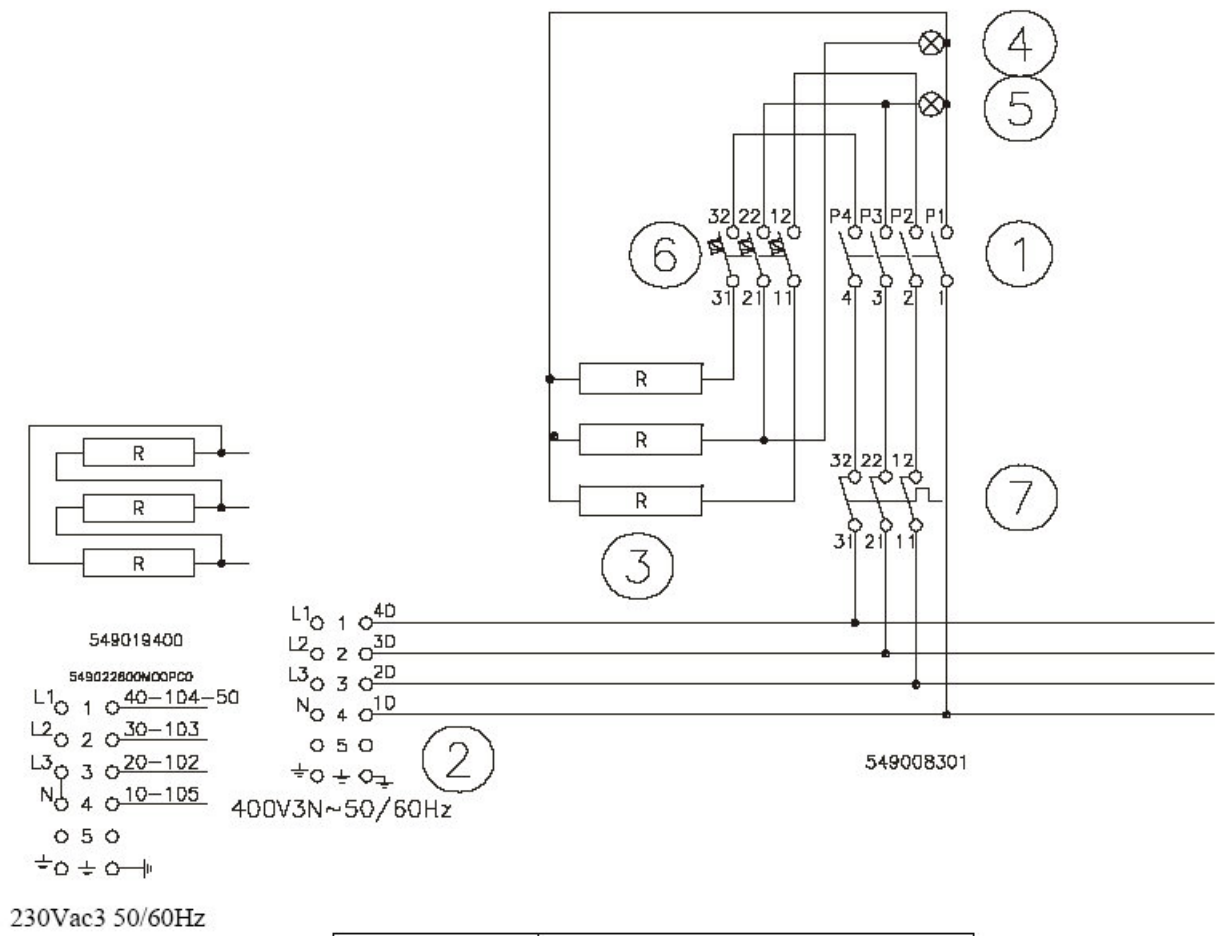 4
5
32 22 12 P4 P3 P2 P1
6 1
31 21 11 4 3 2 1
R
R
R
32 22 12
7
31 21 11
3
R
R
R
549019400
549022600N00PC0
L1 1 40-104-50
L2 2 30-103
L3 3 20-102
N 4 10-105
5
230Vac3 50/60Hz
L1 1 4D
L2 2 3D
L3 3 2D
N 4 1D
5
2
400V3N~50/60Hz
549008301